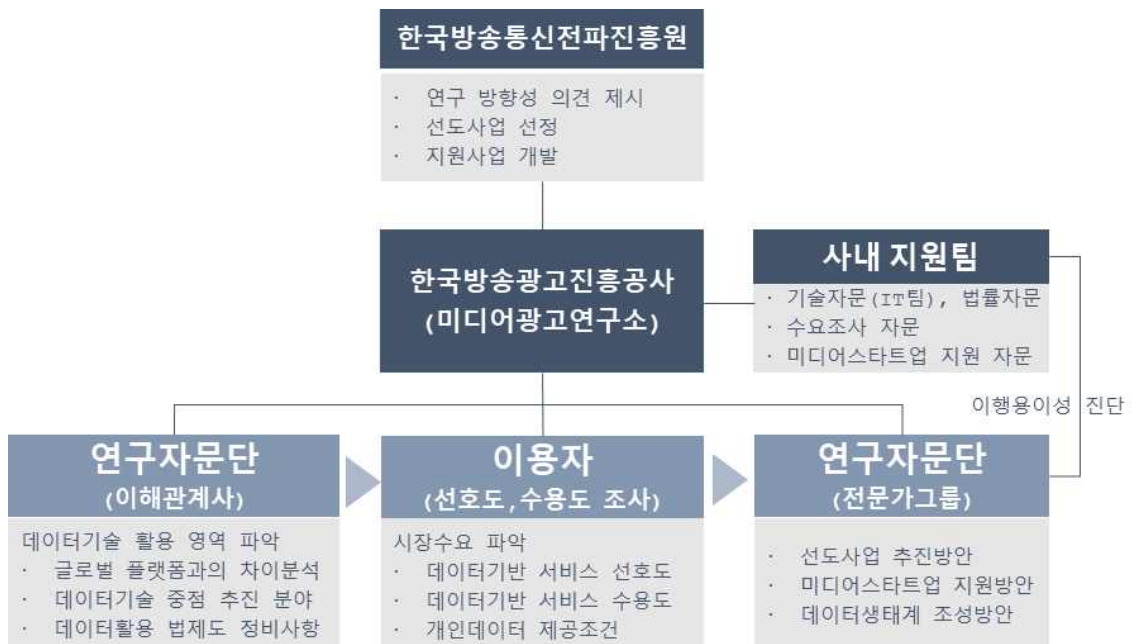 한국방송통신전파진흥원
· 연구 방향성 의견 제시
· 선도사업 선정
· 지원사업 개발
한국방송광고진흥공사
(미디어광고연구소)
사내 지원팀
· 기술자문(IT팀), 법률자문
· 수요조사 자문
· 미디어스타트업 지원 자문
이행용이성 진단
연구자문단
(이해관계사)
데이터기술 활용 영역 파악
· 글로벌 플랫폼과의 차이분석
· 데이터기술 중점 추진 분야
· 데이터활용 법제도 정비사항
이용자
(선호도,수용도 조사)
시장수요 파악
· 데이터기반 서비스 선호도
· 데이터기반 서비스 수용도
· 개인데이터 제공조건
연구자문단
(전문가그룹)
· 선도사업 추진방안
· 미디어스타트업 지원방안
· 데이터생태계 조성방안